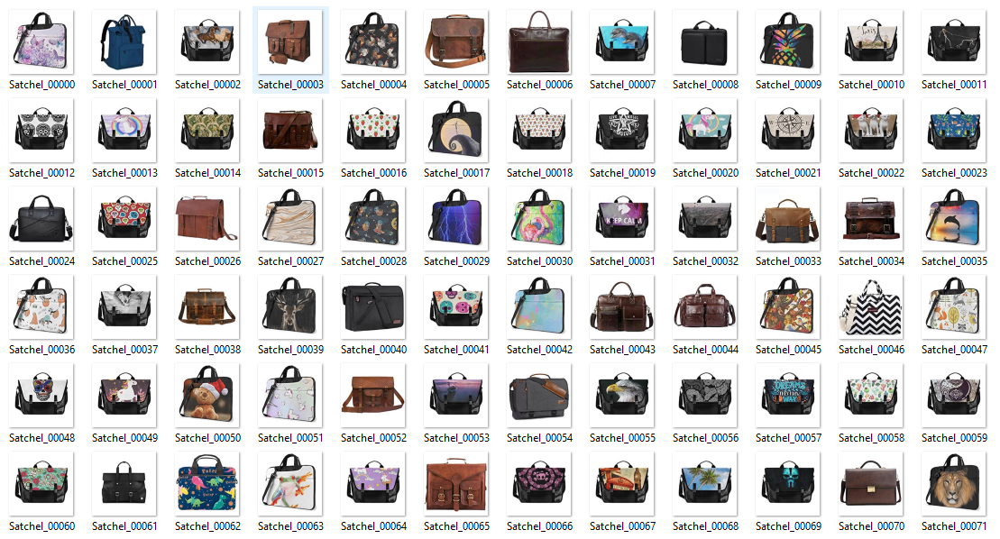 Satchel_00000 Satchel_00001 Satchel_00002 Satchel_00003 Satchel_00004 Satchel_00005 Satchel_00006 Satchel_00007 Satchel_00008 Satchel_00009 Satchel_00010 Satchel_00011
Paris
Satchel_00012 Satchel_00013 Satchel_00014 Satchel_00015 Satchel_00016 Satchel_00017 Satchel_00018 Satchel_00019 Satchel_00020 Satchel_00021 Satchel_00022 Satchel_00023
KEEP CALM
Satchel_00024 Satchel_00025 Satchel_00026 Satchel_00027 Satchel_00028 Satchel_00029 Satchel_00030 Satchel_00031 Satchel_00032 Satchel_00033 Satchel_00034 Satchel_00035
Satchel_00036 Satchel_00037 Satchel_00038 Satchel_00039 Satchel_00040 Satchel_00041 Satchel_00042 Satchel_00043 Satchel_00044 Satchel_00045 Satchel_00046 Satchel_00047
DREAMS
WAY
Satchel_00048 Satchel_00049 Satchel_00050 Satchel_00051 Satchel_00052 Satchel_00053 Satchel_00054 Satchel_00055 Satchel_00056 Satchel_00057 Satchel_00058 Satchel_00059
Satchel_00060 Satchel_00061 Satchel_00062 Satchel_00063 Satchel_00064 Satchel_00065 Satchel_00066 Satchel_00067 Satchel_00068 Satchel_00069 Satchel_00070 Satchel_00071